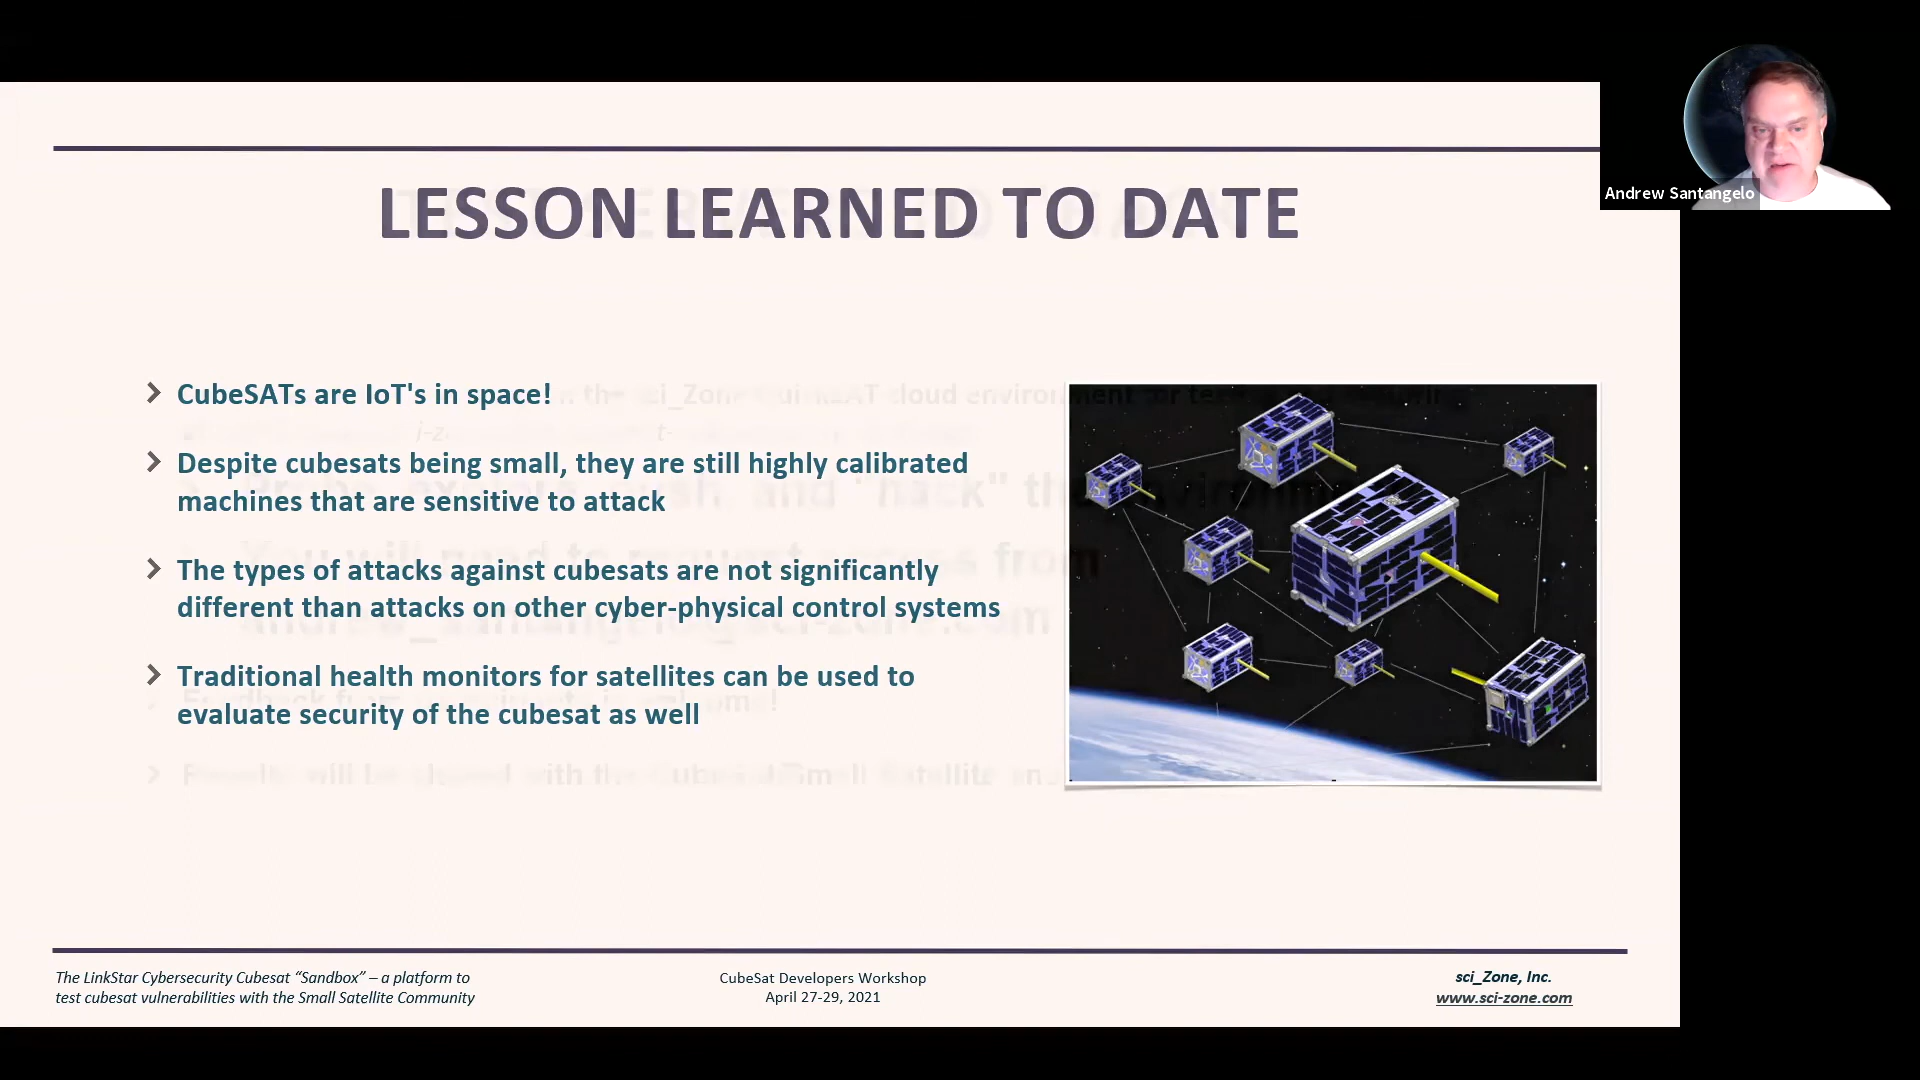 Andrew Santangelo
LESSON LEARNED TO DATE
CubeSATs are IoT's in space!
Despite cubesats being small, they are still highly calibrated
machines that are sensitive to attack
The types of attacks against cubesats are not significantly
different than attacks on other cyber-physical control systems
Traditional health monitors for satellites can be used to
evaluate security of the cubesat as well
The LinkStar Cybersecurity Cubesat “Sandbox” – a platform to
test cubesat vulnerabilities with the Small Satellite Community
CubeSat Developers Workshop
April 27-29, 2021
sci_Zone, Inc.
www.sci-zone.com